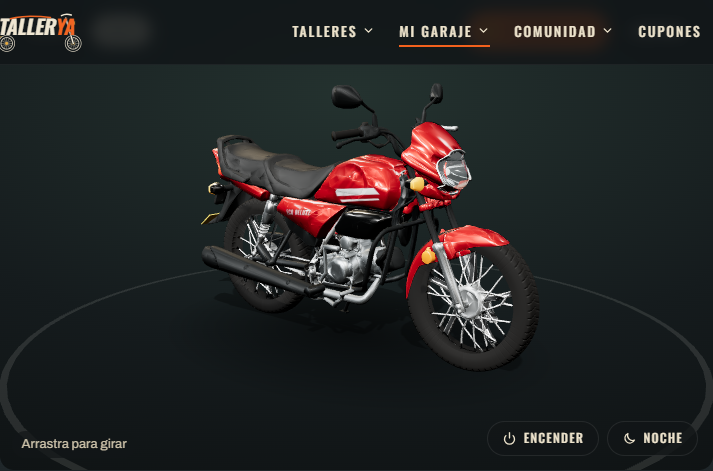 TALLERYA
TALLERES
MI GARAJE
COMUNIDAD
CUPONES
Arrastra para girar
ENCENDER
NOCHE